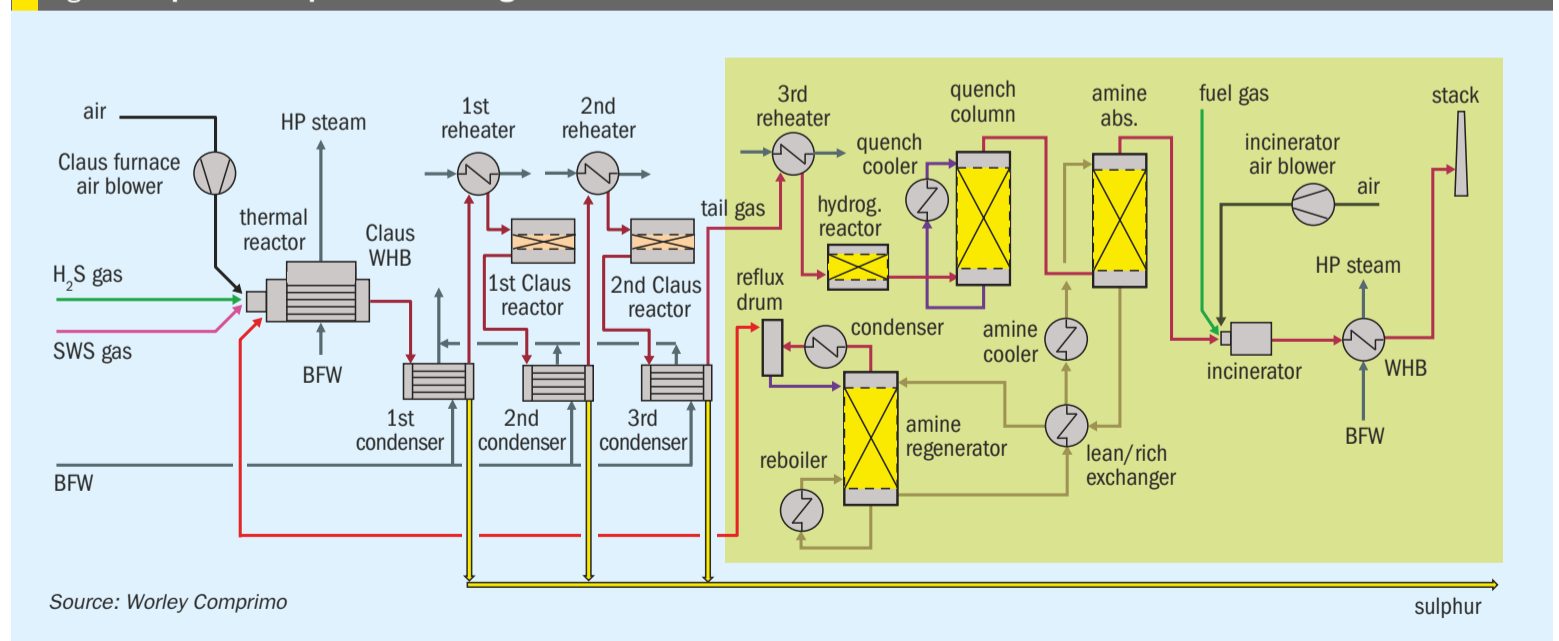 air
Claus furnace
air blower
HP steam
thermal
reactor
Claus
WHB
H₂S gas
SWS gas
BFW
BFW
1st
reheater
2nd
reheater
1st Claus
reactor
2nd Claus
reactor
1st
condenser
2nd
condenser
3rd
condenser
tail gas
3rd
reheater
quench
cooler
quench
column
hydrog.
reactor
amine
abs.
reflux
drum
condenser
amine
cooler
amine
regenerator
reboiler
lean/rich
exchanger
fuel gas
incinerator
air blower
air
stack
HP steam
incinerator
WHB
BFW
sulphur
Source: Worley Comprimo